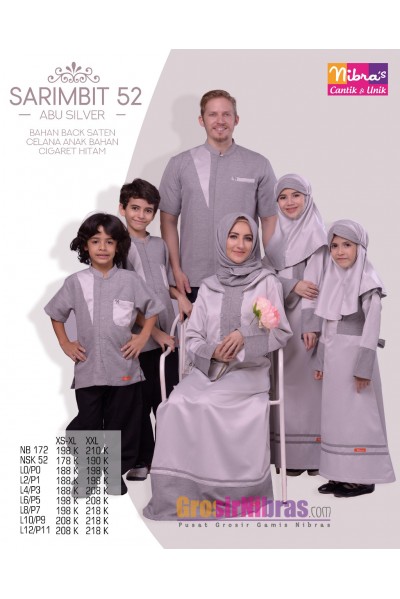 SARIMBIT 52
ABU SILVER
BAHAN BACK SATEN
CELANA ANAK BAHAN
CIGARET HITAM
Nibra's
Cantik & Unik
XS-XL XXL
NB 172 198 K 210 K
NSK 52 178 K 190 K
L0/P0 188 K 198 K
L2/P1 188 K 198 K
L4/P3 188 K 208 K
L6/P5 198 K 208 K
L8/P7 198 K 218 K
L10/P9 208 K 218 K
L12/P11 208 K 218 K
GrosirNibras.com
Pusat Grosir Gamis Nibras